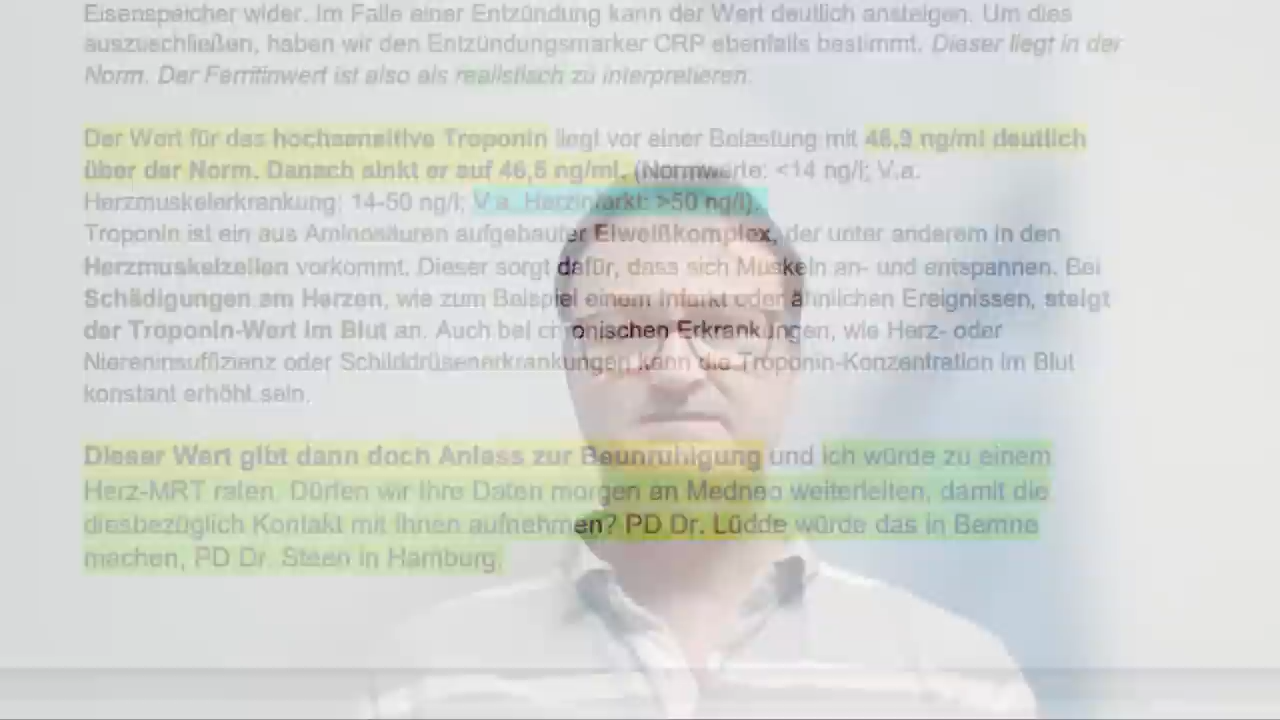 Eisenspeicher wider. Im Falle einer Entzündung kann der Wert deutlich ansteigen. Um dies
auszuschließen, haben wir den Entzündungsmarker CRP ebenfalls bestimmt. Dieser liegt in der
Norm. Der Ferritinwert ist also als realistisch zu interpretieren.
Der Wert für das hochsensitive Troponin liegt vor einer Belastung mit 46,9 ng/ml deutlich
über der Norm. Danach sinkt er auf 46,5 ng/ml. (Normwerte: <14 ng/l; V.a.
Herzmuskelerkrankung: 14-50 ng/l; V.a. Herzinfarkt: >50 ng/l).
Troponin ist ein aus Aminosäuren aufgebauter Eiweißkomplex, der unter anderem in den
Herzmuskelzellen vorkommt. Dieser sorgt dafür, dass sich Muskeln an- und entspannen. Bei
Schädigungen am Herzen, wie zum Beispiel einem Infarkt oder ähnlichen Ereignissen, steigt
der Troponin-Wert im Blut an. Auch bei chronischen Erkrankungen, wie Herz- oder
Niereninsuffizienz oder Schilddrüsenerkrankungen kann die Troponin-Konzentration im Blut
konstant erhöht sein.
Dieser Wert gibt dann doch Anlass zur Beunruhigung und ich würde zu einem
Herz-MRT raten. Dürfen wir Ihre Daten morgen an Medneo weiterleiten, damit die
diesbezüglich Kontakt mit Ihnen aufnehmen? PD Dr. Lüdde würde das in Bemne
machen, PD Dr. Steen in Hamburg.